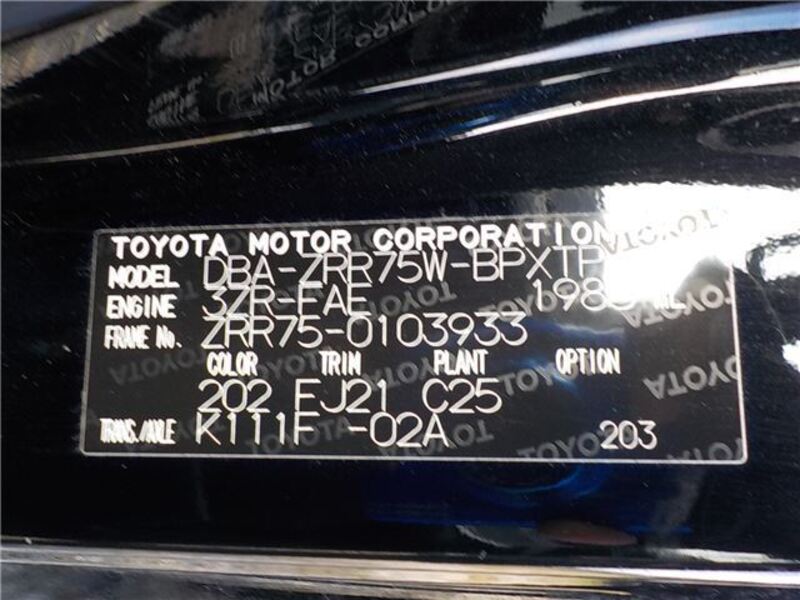 TOYOTA MOTOR CORPORATION
MODEL DBA-ZRR75W-BPXTP
ENGINE 3ZR-FAE ML
FRAME No. ZRR75-0103933
COLOR TRIM PLANT OPTION
202 FJ21 C25
TRANS./AXLE K111F -02A 203